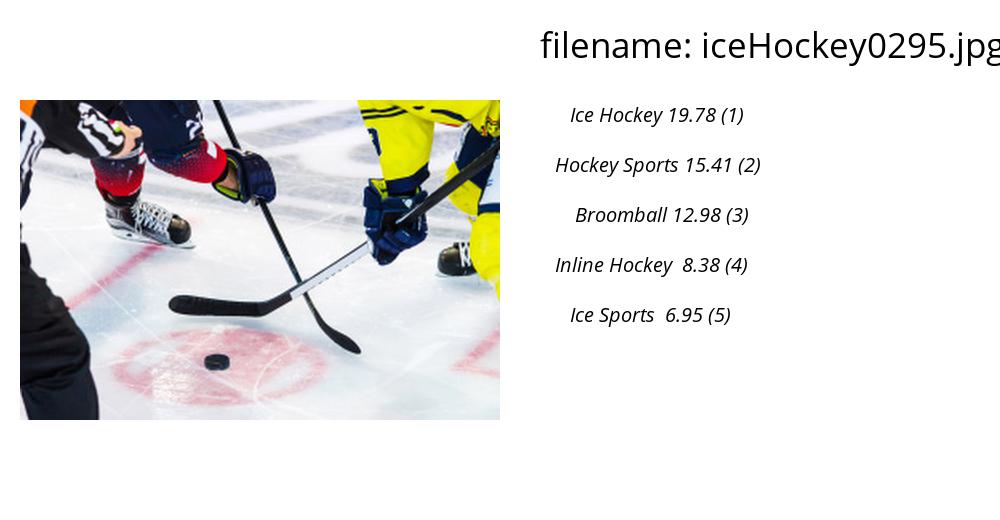 filename: iceHockey0295.jpg
Ice Hockey 19.78 (1)
Hockey Sports 15.41 (2)
Broomball 12.98 (3)
Inline Hockey 8.38 (4)
Ice Sports 6.95 (5)